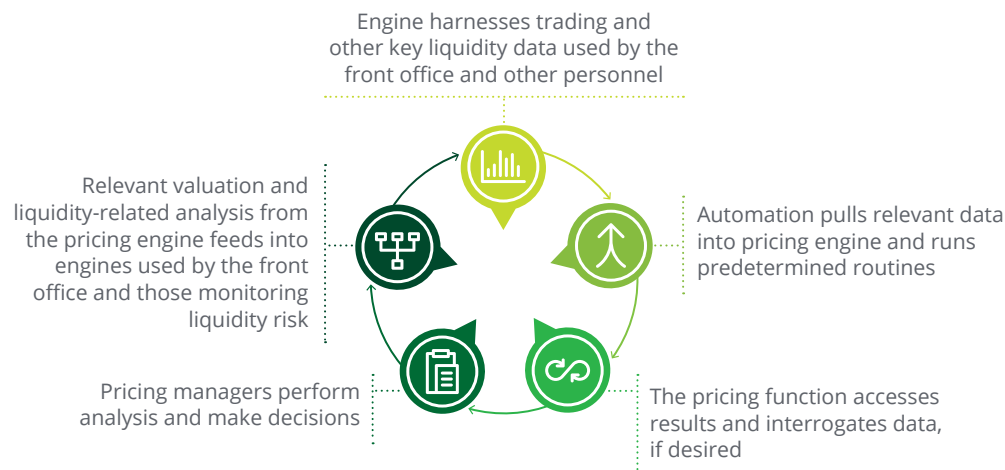 Engine harnesses trading and
other key liquidity data used by the
front office and other personnel
Automation pulls relevant data
into pricing engine and runs
predetermined routines
The pricing function accesses
results and interrogates data,
if desired
Pricing managers perform
analysis and make decisions
Relevant valuation and
liquidity-related analysis from
the pricing engine feeds into
engines used by the front
office and those monitoring
liquidity risk